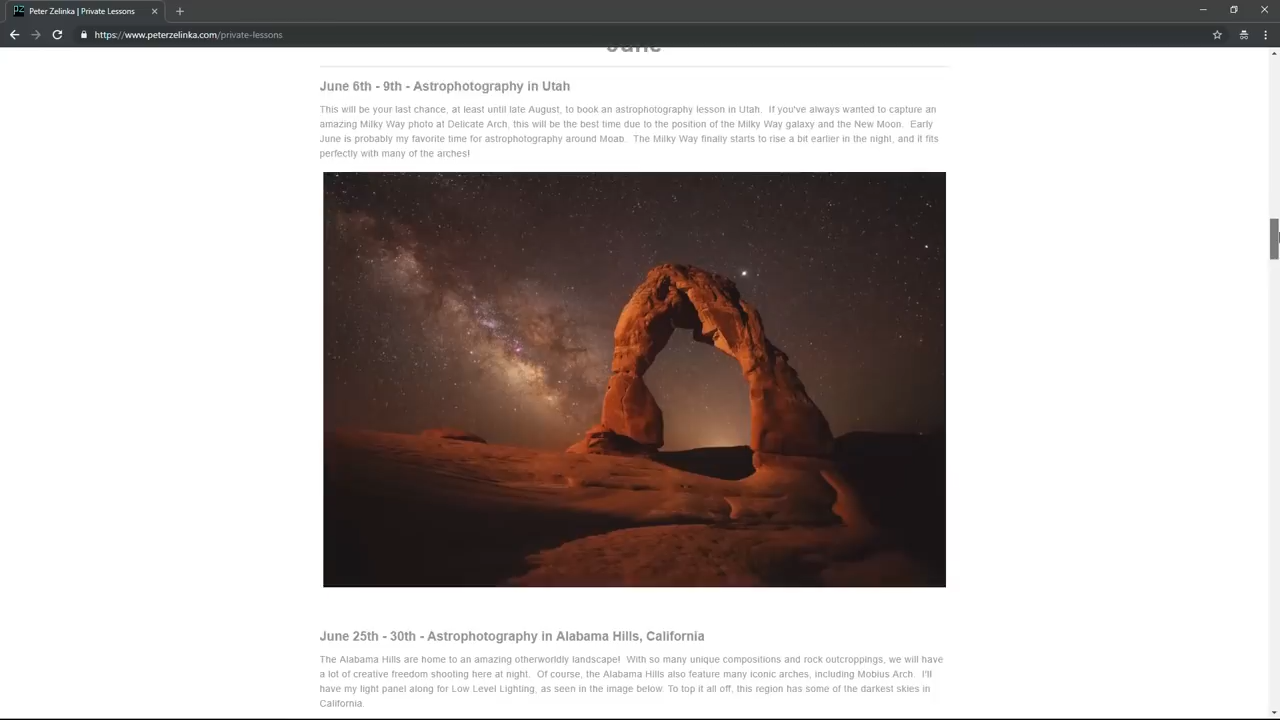 Peter Zelinka | Private Lessons
https://www.peterzelinka.com/private-lessons
June
June 6th - 9th - Astrophotography in Utah
This will be your last chance, at least until late August, to book an astrophotography lesson in Utah. If you've always wanted to capture an
amazing Milky Way photo at Delicate Arch, this will be the best time due to the position of the Milky Way galaxy and the New Moon. Early
June is probably my favorite time for astrophotography around Moab. The Milky Way finally starts to rise a bit earlier in the night, and it fits
perfectly with many of the arches!
June 25th - 30th - Astrophotography in Alabama Hills, California
The Alabama Hills are home to an amazing otherworldly landscape! With so many unique compositions and rock outcroppings, we will have
a lot of creative freedom shooting here at night. Of course, the Alabama Hills also feature many iconic arches, including Mobius Arch. I'll
have my light panel along for Low Level Lighting, as seen in the image below. To top it all off, this region has some of the darkest skies in
California.